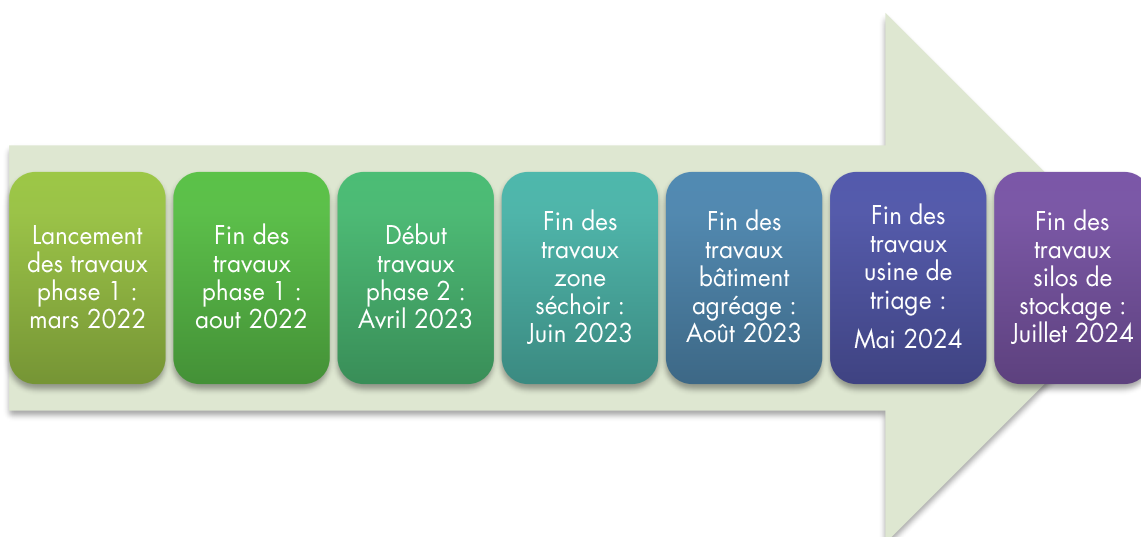 Lancement
des travaux
phase 1 :
mars 2022
Fin des
travaux
phase 1 :
aout 2022
Début
travaux
phase 2 :
Avril 2023
Fin des
travaux
zone
séchoir :
Juin 2023
Fin des
travaux
bâtiment
agréage :
Août 2023
Fin des
travaux
usine de
triage :
Mai 2024
Fin des
travaux
silos de
stockage :
Juillet 2024